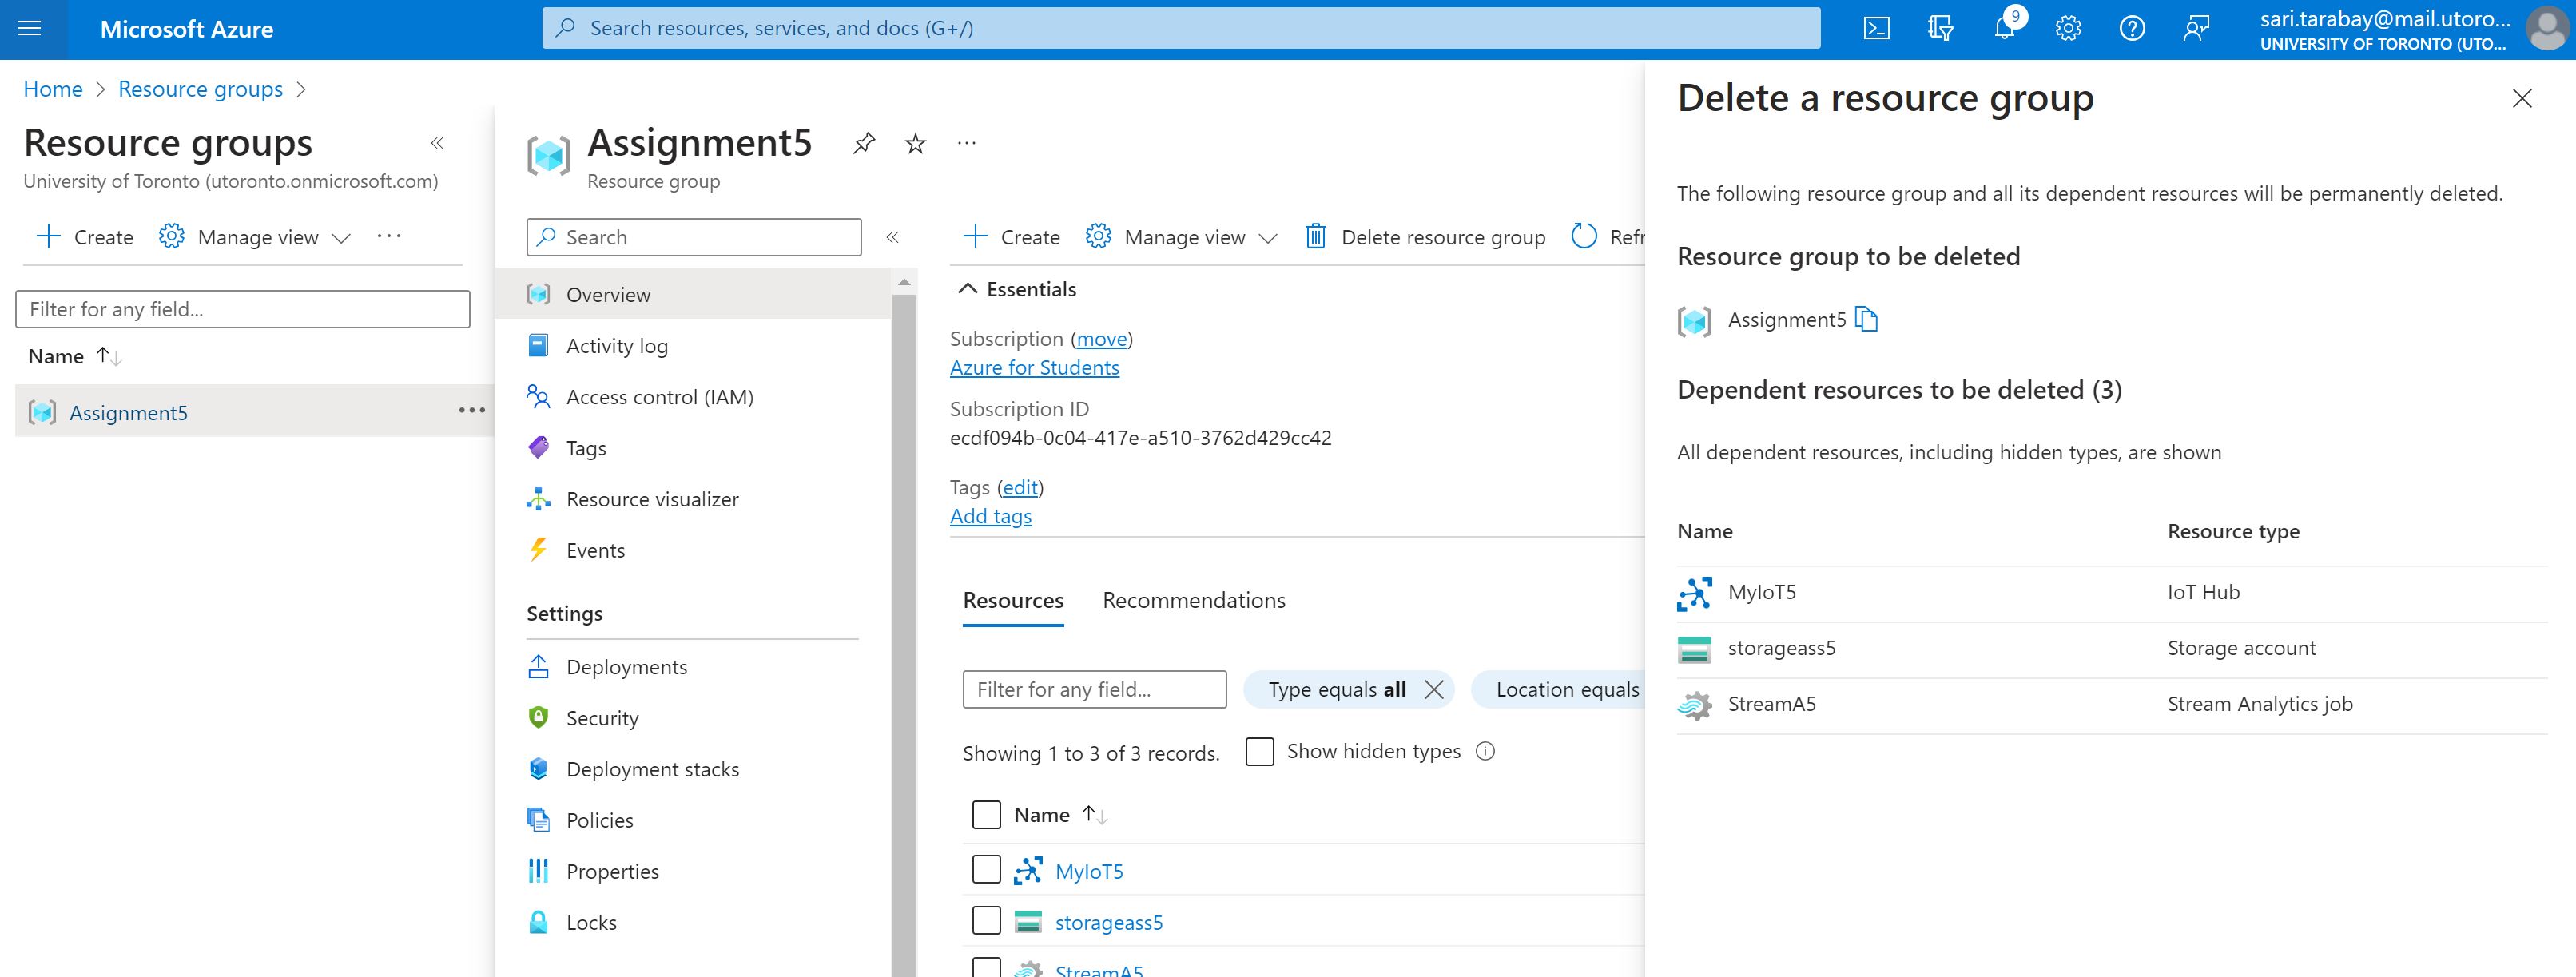 Microsoft Azure
Search resources, services, and docs (G+/)
9
sari.tarabay@mail.utoro...
UNIVERSITY OF TORONTO (UTO...
Home > Resource groups >
Resource groups
University of Toronto (utoronto.onmicrosoft.com)
Create
Manage view
Filter for any field...
Name
Assignment5
Assignment5
Resource group
Search
Overview
Activity log
Access control (IAM)
Tags
Resource visualizer
Events
Settings
Deployments
Security
Deployment stacks
Policies
Properties
Locks
Create
Manage view
Delete resource group
Refr
Essentials
Subscription (move)
Azure for Students
Subscription ID
ecdf094b-0c04-417e-a510-3762d429cc42
Tags (edit)
Add tags
Resources
Recommendations
Filter for any field...
Type equals all
Location equals
Showing 1 to 3 of 3 records.
Show hidden types
Name
MyIoT5
storageass5
StreamA5
Delete a resource group
The following resource group and all its dependent resources will be permanently deleted.
Resource group to be deleted
Assignment5
Dependent resources to be deleted (3)
All dependent resources, including hidden types, are shown
Name Resource type
MyIoT5 IoT Hub
storageass5 Storage account
StreamA5 Stream Analytics job